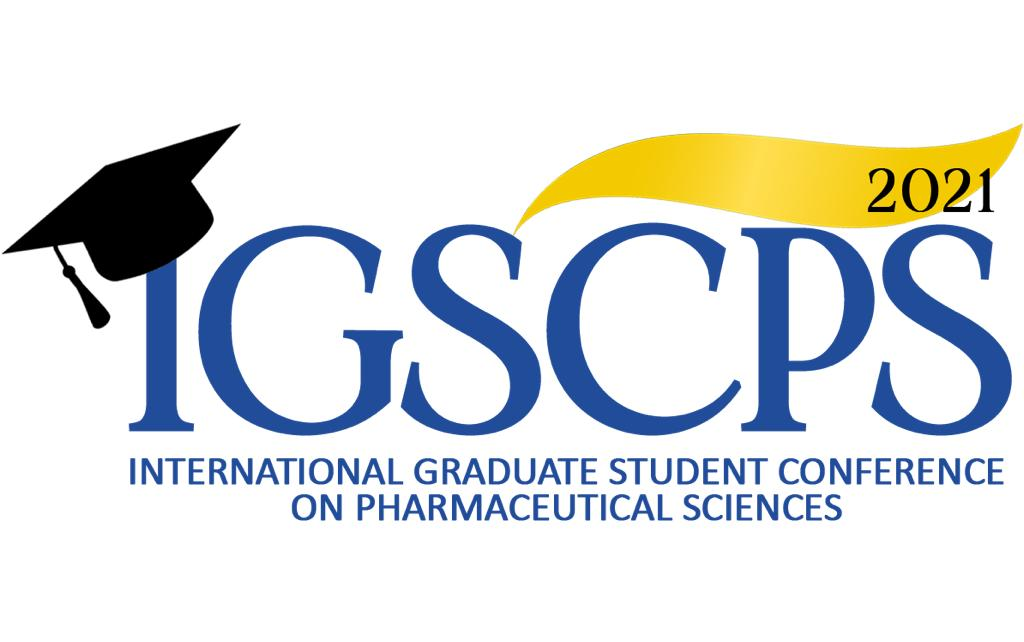 2021
IGSCPS
INTERNATIONAL GRADUATE STUDENT CONFERENCE
ON PHARMACEUTICAL SCIENCES